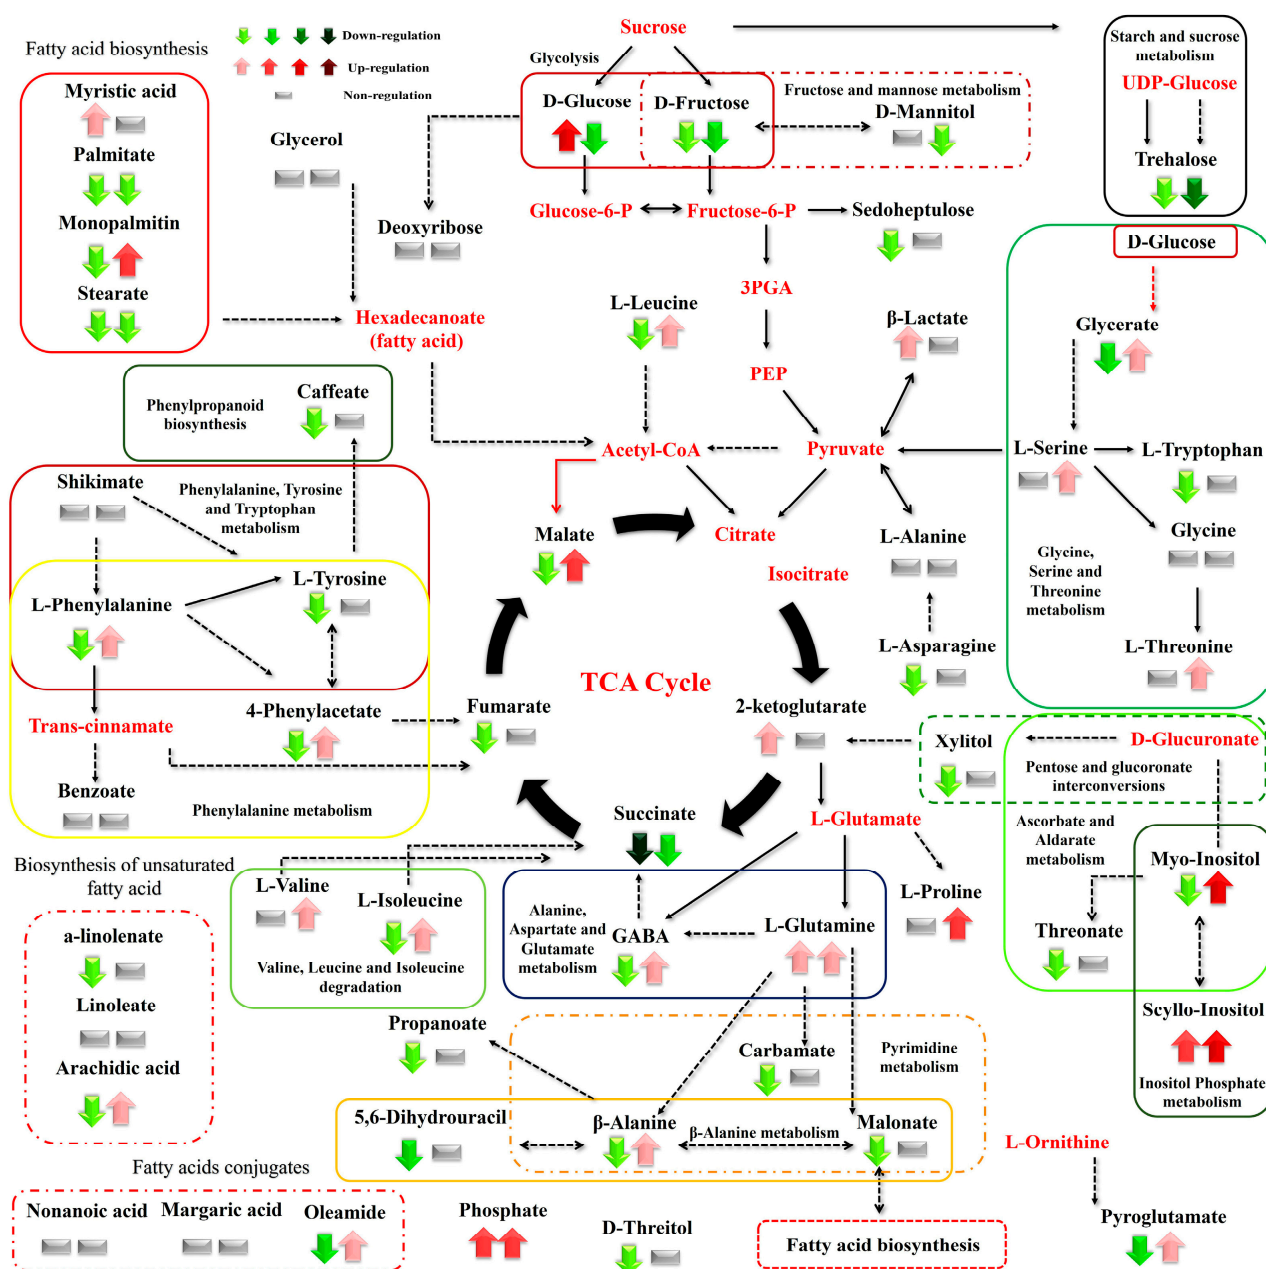 Fatty acid biosynthesis
Down-regulation
Up-regulation
Non-regulation
Myristic acid
Palmitate
Monopalmitin
Stearate
Glycerol
Deoxyribose
Hexadecanoate
(fatty acid)
Sucrose
Glycolysis
D-Glucose
D-Fructose
Fructose and mannose metabolism
D-Mannitol
Glucose-6-P
Fructose-6-P
Sedoheptulose
3PGA
PEP
L-Leucine
β-Lactate
Acetyl-CoA
Pyruvate
Starch and sucrose
metabolism
UDP-Glucose
Trehalose
D-Glucose
Glycerate
L-Serine
L-Tryptophan
Glycine
Glycine,
Serine and
Threonine
metabolism
L-Threonine
Phenylpropanoid
biosynthesis
Caffeate
Shikimate
Phenylalanine, Tyrosine
and Tryptophan
metabolism
L-Tyrosine
L-Phenylalanine
Trans-cinnamate
4-Phenylacetate
Benzoate
Phenylalanine metabolism
Malate
Citrate
Isocitrate
L-Alanine
L-Asparagine
TCA Cycle
Fumarate
2-ketoglutarate
Succinate
L-Glutamate
Xylitol
D-Glucuronate
Pentose and glucoronate
interconversions
Ascorbate and
Aldarate
metabolism
Myo-Inositol
Threonate
Scyllo-Inositol
Inositol Phosphate
metabolism
L-Proline
Biosynthesis of unsaturated
fatty acid
a-linolenate
Linoleate
Arachidic acid
L-Valine
L-Isoleucine
Valine, Leucine and Isoleucine
degradation
Alanine,
Aspartate and
Glutamate
metabolism
GABA
L-Glutamine
Propanoate
Carbamate
Pyrimidine
metabolism
5,6-Dihydrouracil
β-Alanine
β-Alanine metabolism
Malonate
Fatty acid biosynthesis
L-Ornithine
Pyroglutamate
Fatty acids conjugates
Nonanoic acid
Margaric acid
Oleamide
Phosphate
D-Threitol